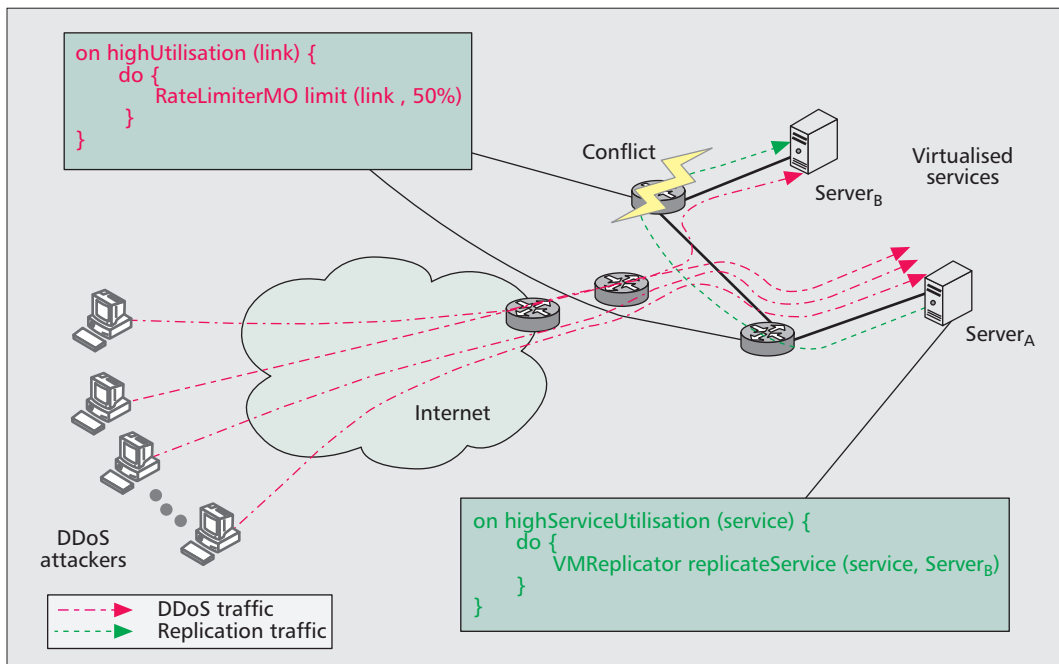 on highUtilisation (link) {
do {
RateLimiterMO limit (link , 50%)
}
}
Conflict
Virtualised
services
Server_B
Server_A
Internet
DDoS
attackers
on highServiceUtilisation (service) {
do {
VMReplicator replicateService (service, Server_B)
}
}
DDoS traffic
Replication traffic